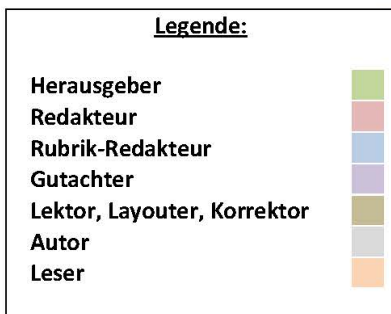 Legende:
Herausgeber
Redakteur
Rubrik-Redakteur
Gutachter
Lektor, Layouter, Korrektor
Autor
Leser